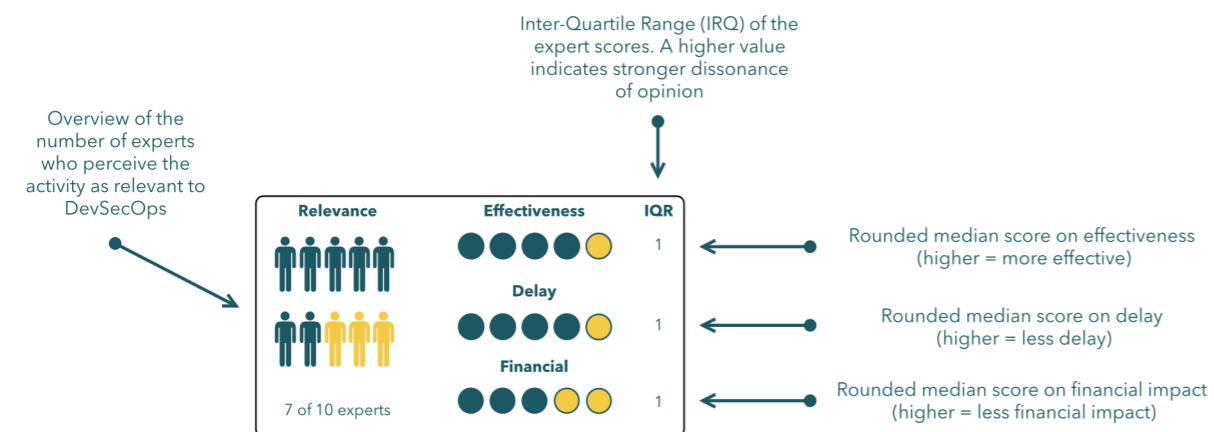 Inter-Quartile Range (IRQ) of the
expert scores. A higher value
indicates stronger dissonance
of opinion
Overview of the
number of experts
who perceive the
activity as relevant to
DevSecOps
Relevance
Effectiveness
IQR
1
Rounded median score on effectiveness
(higher = more effective)
Delay
1
Rounded median score on delay
(higher = less delay)
Financial
1
Rounded median score on financial impact
(higher = less financial impact)
7 of 10 experts